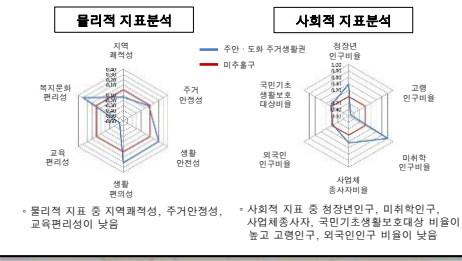 물리적 지표분석
사회적 지표분석
지역
쾌적성
주거
안정성
생활
안전성
생활
편의성
교육
편리성
복지문화
편리성
주안·도화 주거생활권
미추홀구
청장년
인구비율
고령
인구비율
미취학
인구비율
사업체
종사자비율
외국인
인구비율
국민기초
생활보호
대상비율
◦ 물리적 지표 중 지역쾌적성, 주거안정성,
교육편리성이 낮음
◦ 사회적 지표 중 청장년인구, 미취학인구,
사업체종사자, 국민기초생활보호대상 비율이
높고 고령인구, 외국인인구 비율이 낮음